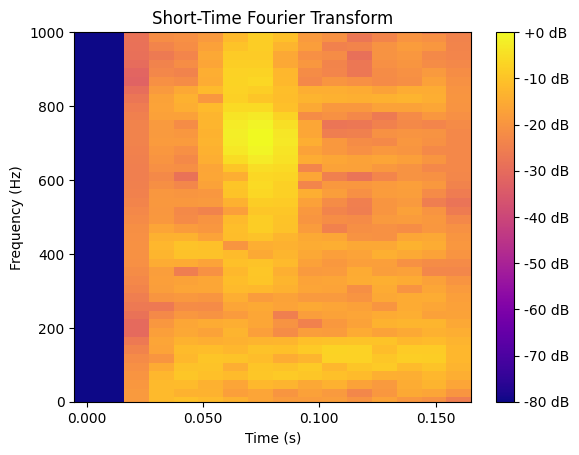 Short-Time Fourier Transform
Frequency (Hz)
1000
800
600
400
200
0
0.000
0.050
0.100
0.150
Time (s)
+0 dB
-10 dB
-20 dB
-30 dB
-40 dB
-50 dB
-60 dB
-70 dB
-80 dB